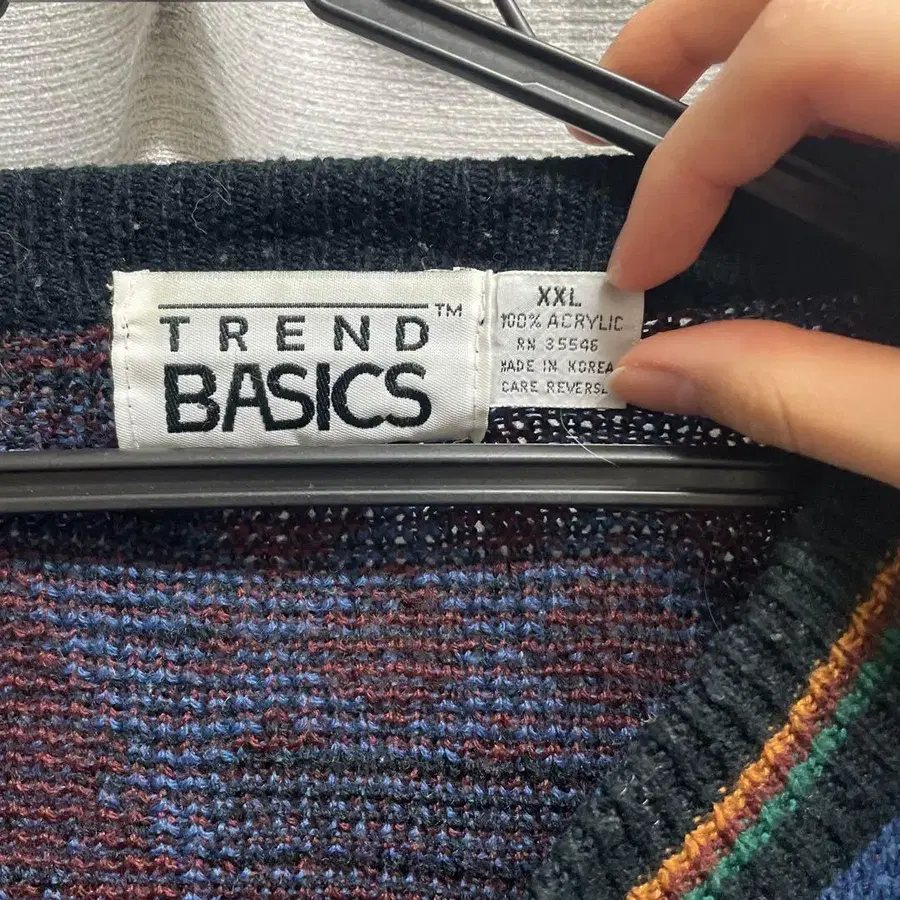 TREND™
BASICS
XXL
100% ACRYLIC
RN 35546
MADE IN KOREA
CARE REVERSE